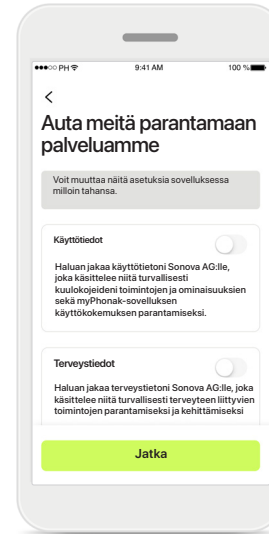 PH 9:41 AM 100 %
Auta meitä parantamaan
palveluamme
Voit muuttaa näitä asetuksia sovelluksessa
milloin tahansa.
Käyttötiedot
Haluan jakaa käyttötietoni Sonova AG:lle,
joka käsittelee niitä turvallisesti
kuulokojeideni toimintojen ja ominaisuuksien
sekä myPhonak-sovelluksen
käyttökokemuksen parantamiseksi.
Terveystiedot
Haluan jakaa terveystietoni Sonova AG:lle, joka
käsittelee niitä turvallisesti terveyteen liittyvien
toimintojen parantamiseksi ja kehittämiseksi
Jatka